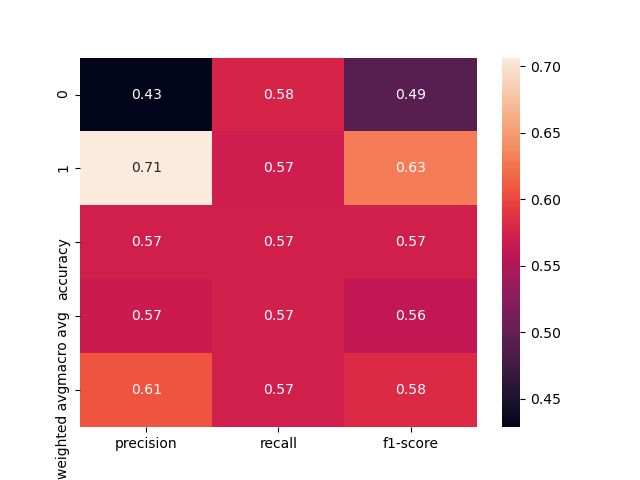 0.43 0.58 0.49
0.71 0.57 0.63
0.57 0.57 0.57
0.57 0.57 0.56
0.61 0.57 0.58
0
1
accuracy
macro avg
weighted avg
precision recall f1-score
0.70
0.65
0.60
0.55
0.50
0.45